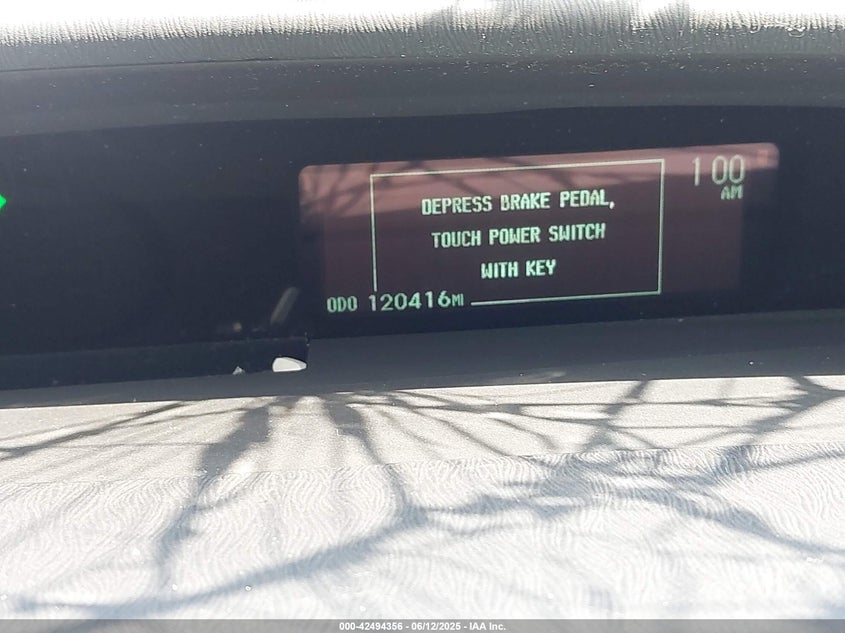 1:00
AM
DEPRESS BRAKE PEDAL,
TOUCH POWER SWITCH
WITH KEY
ODO 120416MI
000-42494356 - 06/12/2025 - IAA Inc.